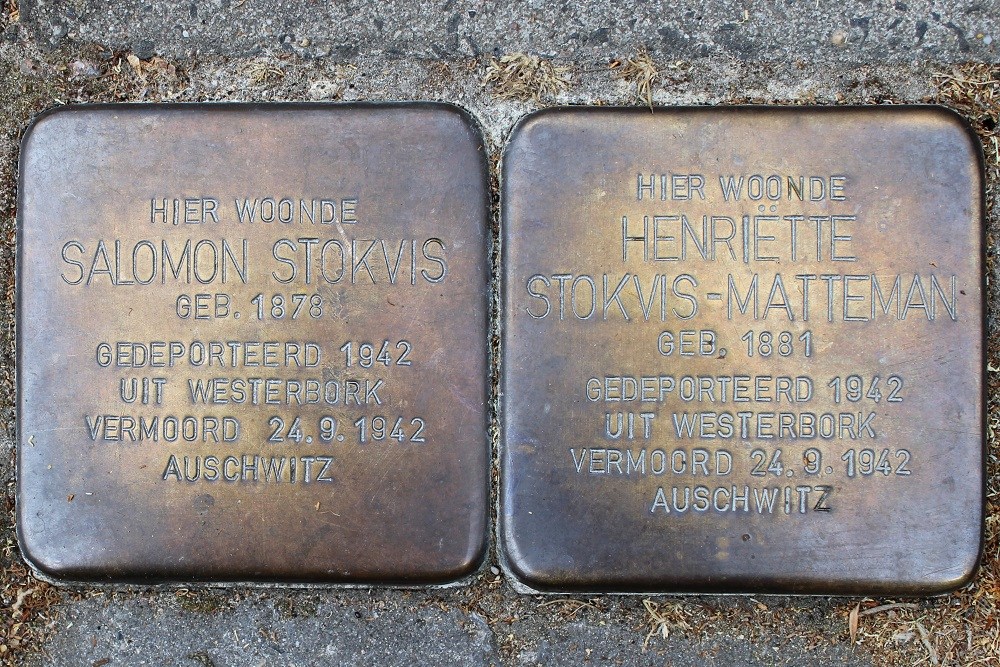 HIER WOONDE
SALOMON STOKVIS
GEB. 1878
GEDEPORTEERD 1942
UIT WESTERBORK
VERMOORD 24.9.1942
AUSCHWITZ
HIER WOONDE
HENRIËTTE
STOKVIS-MATTEMAN
GEB. 1881
GEDEPORTEERD 1942
UIT WESTERBORK
VERMOORD 24.9.1942
AUSCHWITZ